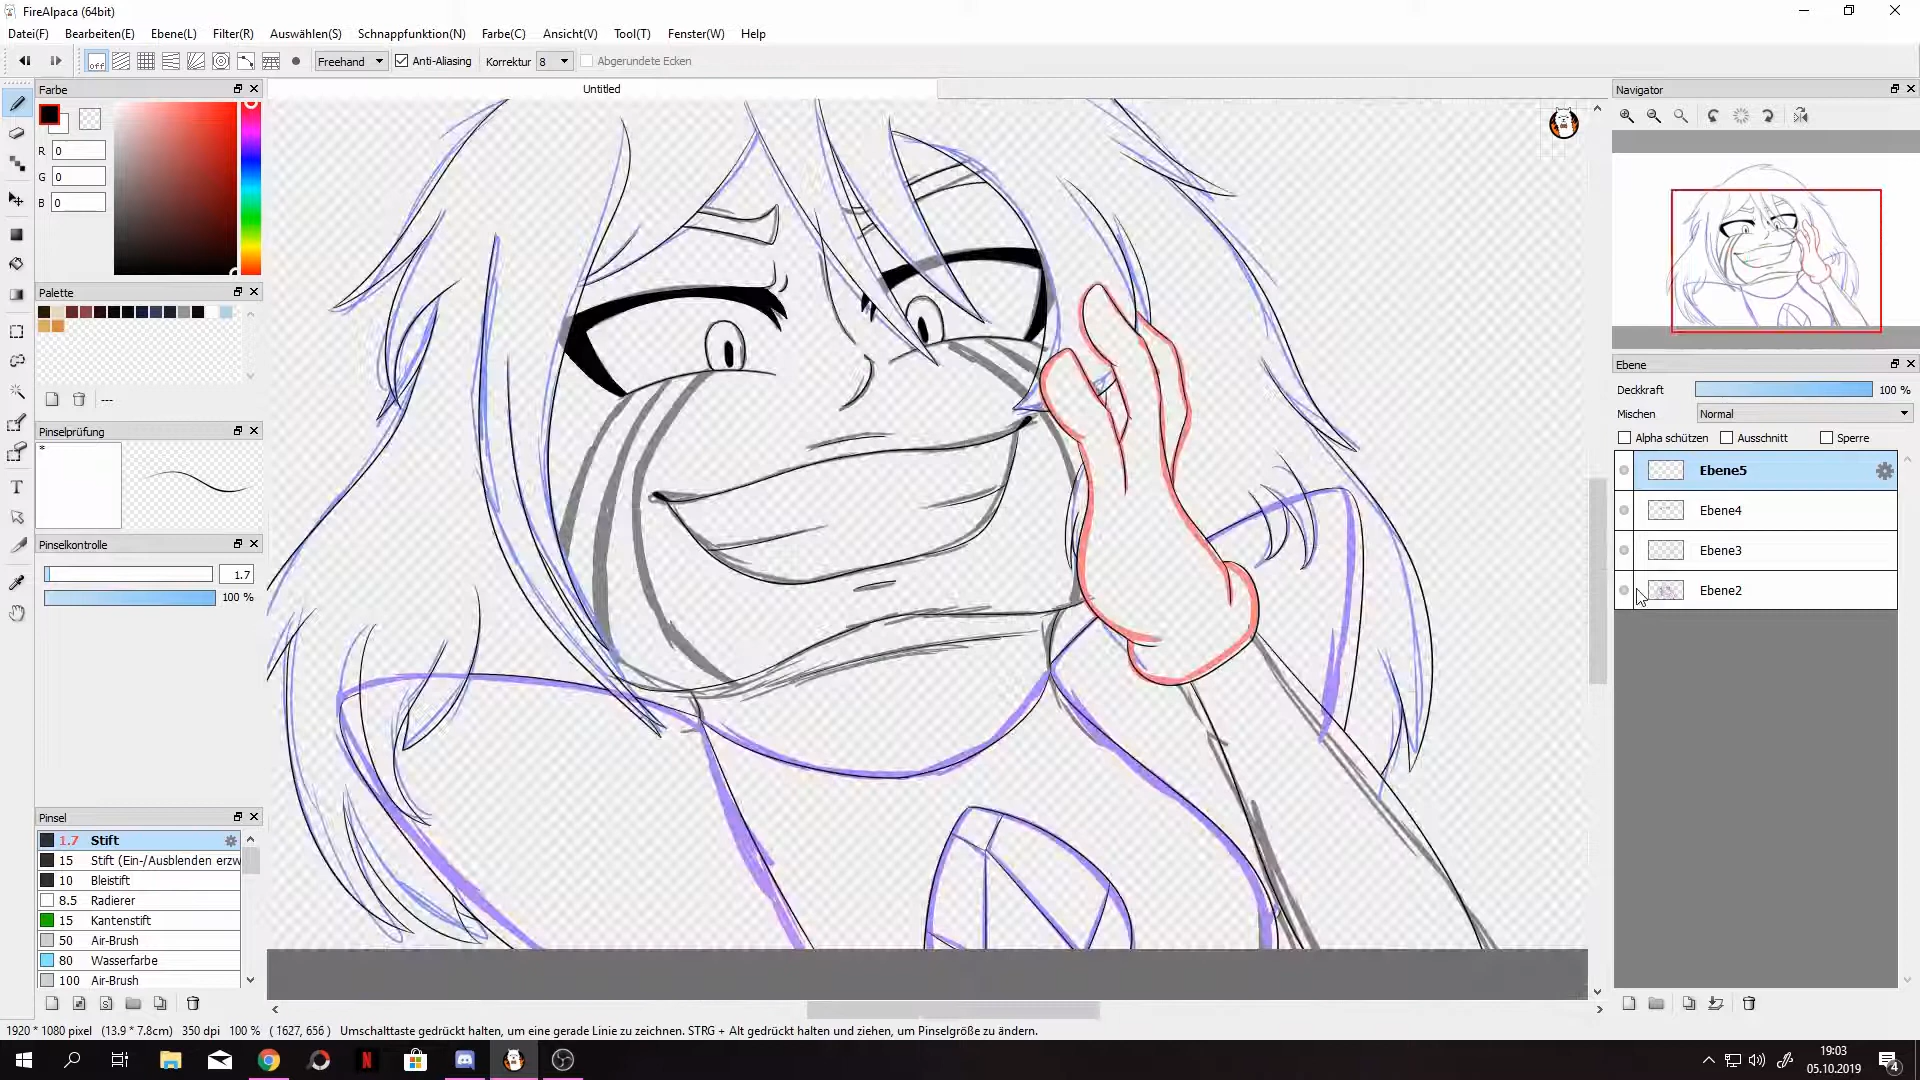 FireAlpaca (64bit)
Datei(F) Bearbeiten(E) Ebene(L) Filter(R) Auswählen(S) Schnappfunktion(N) Farbe(C) Ansicht(V) Tool(T) Fenster(W) Help
off Freehand Anti-Aliasing Korrektur 8 Abgerundete Ecken
Farbe
Untitled
Navigator
R 0
G 0
B 0
Palette
---
Pinselprüfung
*
Pinselkontrolle
1.7
100 %
Pinsel
1.7 Stift
15 Stift (Ein-/Ausblenden erzw
10 Bleistift
8.5 Radierer
15 Kantenstift
50 Air-Brush
80 Wasserfarbe
100 Air-Brush
Ebene
Deckkraft 100 %
Mischen Normal
Alpha schützen Ausschnitt Sperre
Ebene5
Ebene4
Ebene3
Ebene2
1920 * 1080 pixel (13.9 * 7.8cm) 350 dpi 100 % ( 1627, 656 ) Umschalttaste gedrückt halten, um eine gerade Linie zu zeichnen. STRG + Alt gedrückt halten und ziehen, um Pinselgröße zu ändern.
N
19:03
05.10.2019
4